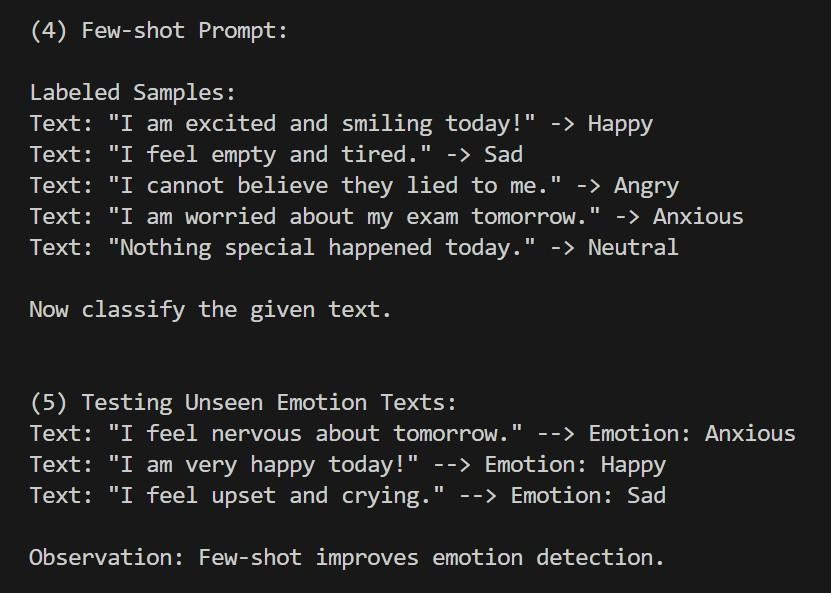 (4) Few-shot Prompt:
Labeled Samples:
Text: "I am excited and smiling today!" -> Happy
Text: "I feel empty and tired." -> Sad
Text: "I cannot believe they lied to me." -> Angry
Text: "I am worried about my exam tomorrow." -> Anxious
Text: "Nothing special happened today." -> Neutral
Now classify the given text.
(5) Testing Unseen Emotion Texts:
Text: "I feel nervous about tomorrow." --> Emotion: Anxious
Text: "I am very happy today!" --> Emotion: Happy
Text: "I feel upset and crying." --> Emotion: Sad
Observation: Few-shot improves emotion detection.